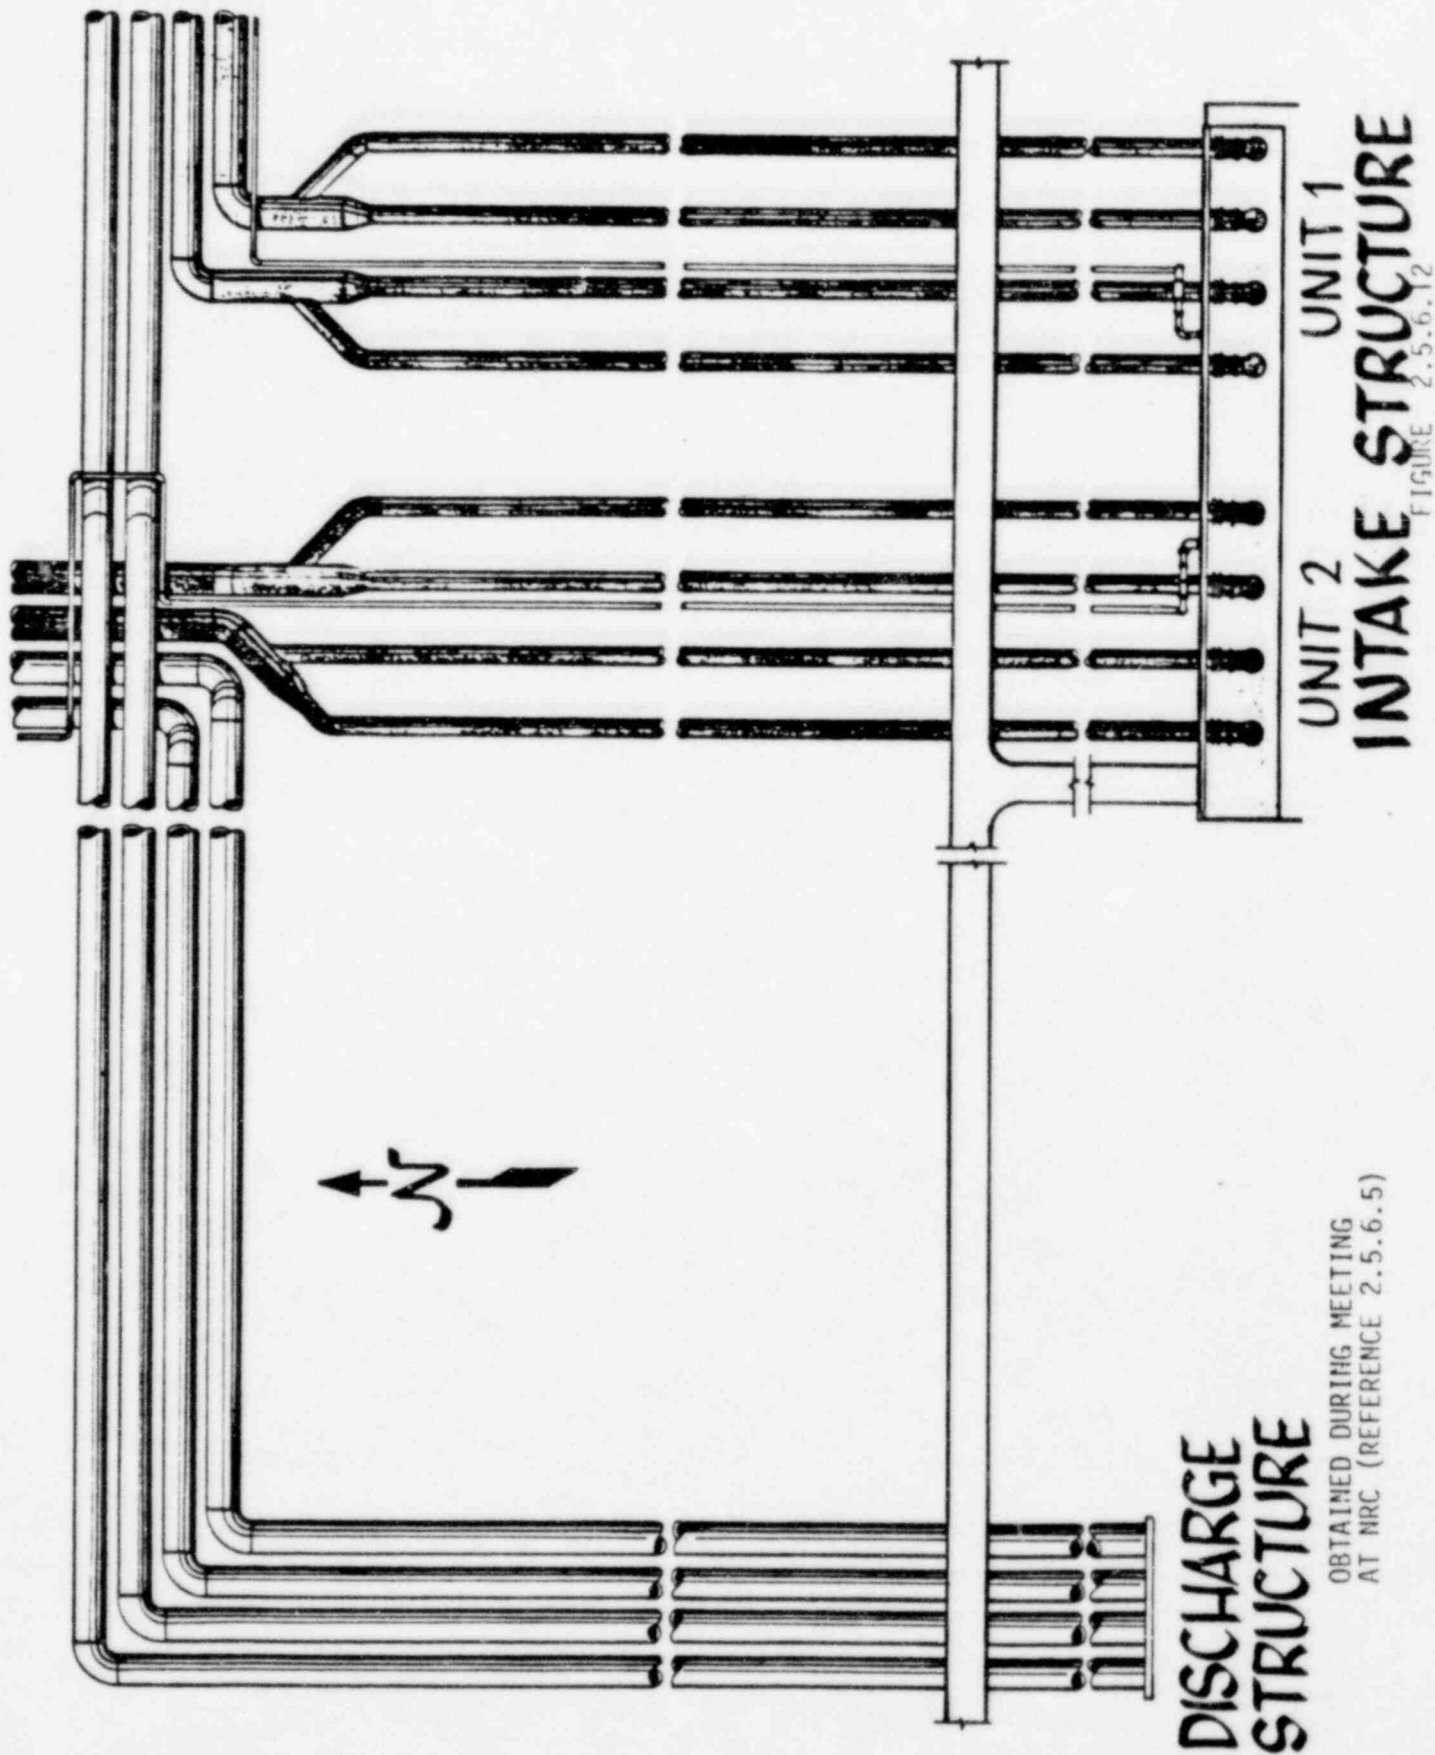 N
UNIT 2
UNIT 1
INTAKE STRUCTURE
FIGURE 2.5.6.12
DISCHARGE
STRUCTURE
OBTAINED DURING MEETING
AT NRC (REFERENCE 2.5.6.5)